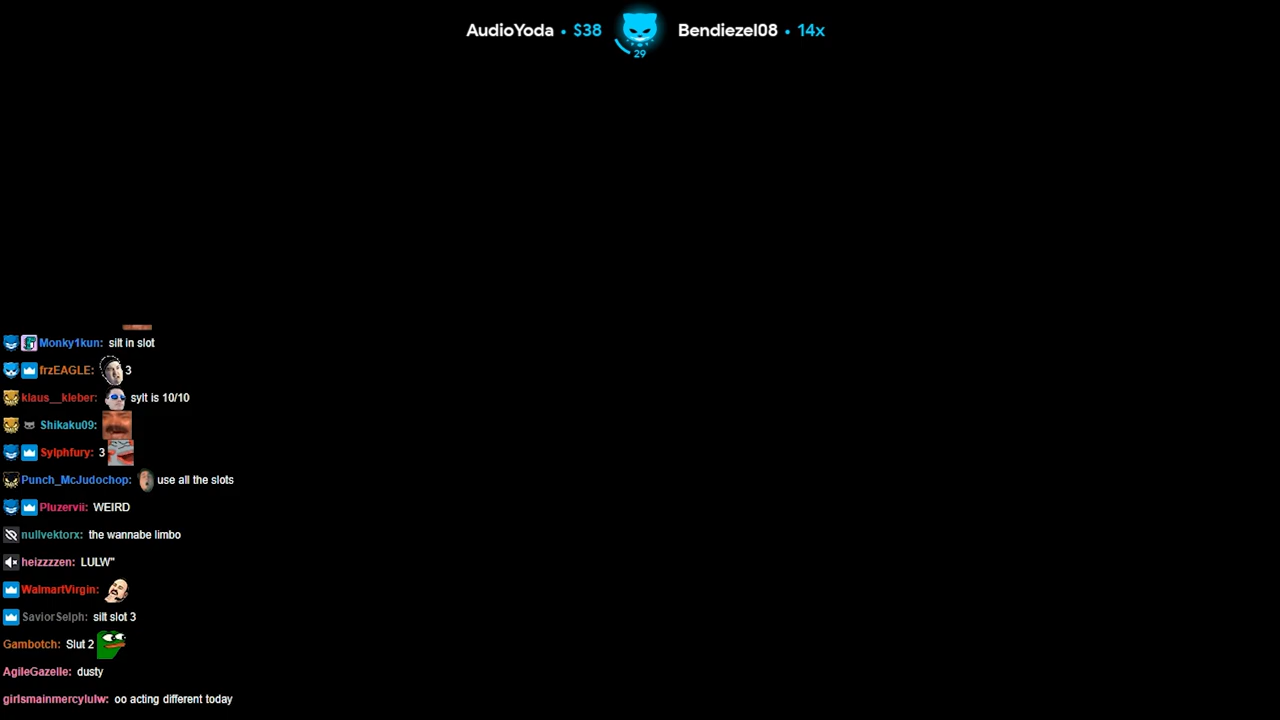 AudioYoda • $38 29 Bendiezel08 • 14x
Monky1kun: silt in slot
frzEAGLE: 3
klaus__kleber: sylt is 10/10
Shikaku09:
Sylphfury: 3
Punch_McJudochop: use all the slots
Pluzervii: WEIRD
nullvektorx: the wannabe limbo
heizzzzen: LULW"
WalmartVirgin:
SaviorSelph: silt slot 3
Gambotch: Slut 2
AgileGazelle: dusty
girlsmainmercylulw: oo acting different today